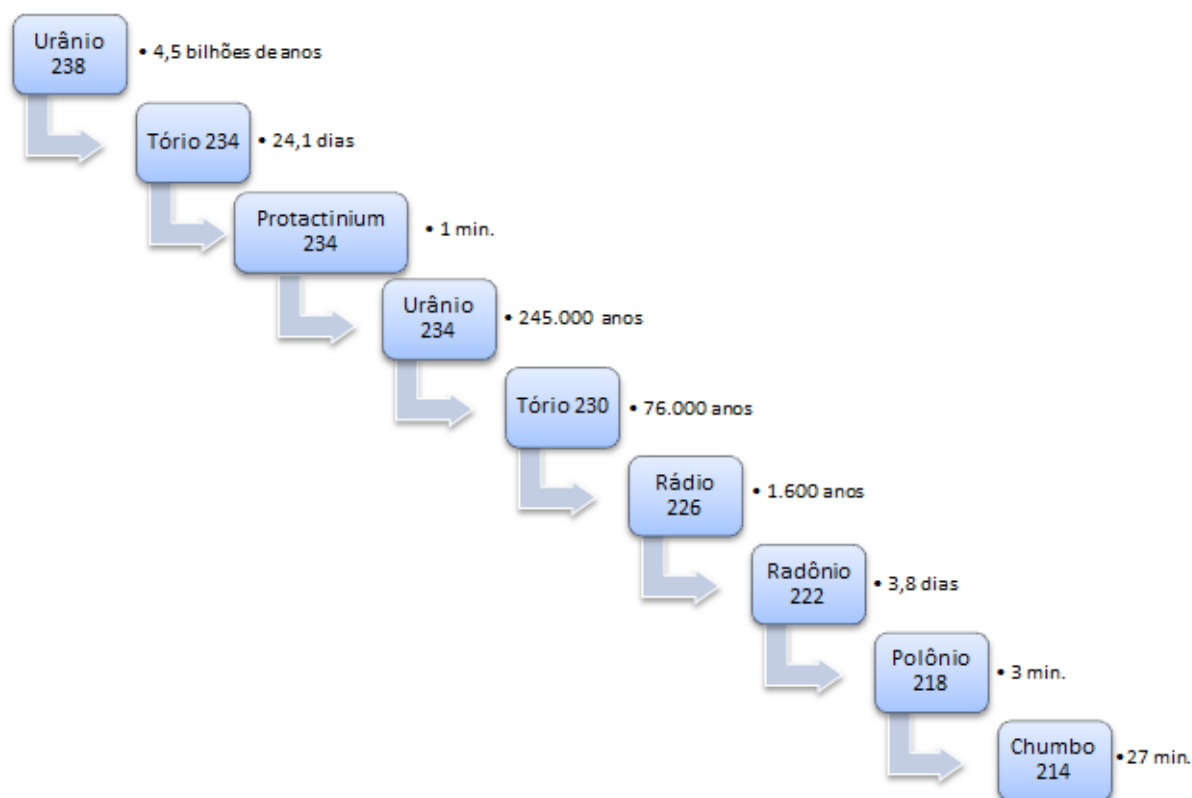 Urânio
238
• 4,5 bilhões de anos
Tório 234
• 24,1 dias
Protactinium
234
• 1 min.
Urânio
234
• 245.000 anos
Tório 230
• 76.000 anos
Rádio
226
• 1.600 anos
Radônio
222
• 3,8 dias
Polônio
218
• 3 min.
Chumbo
214
• 27 min.